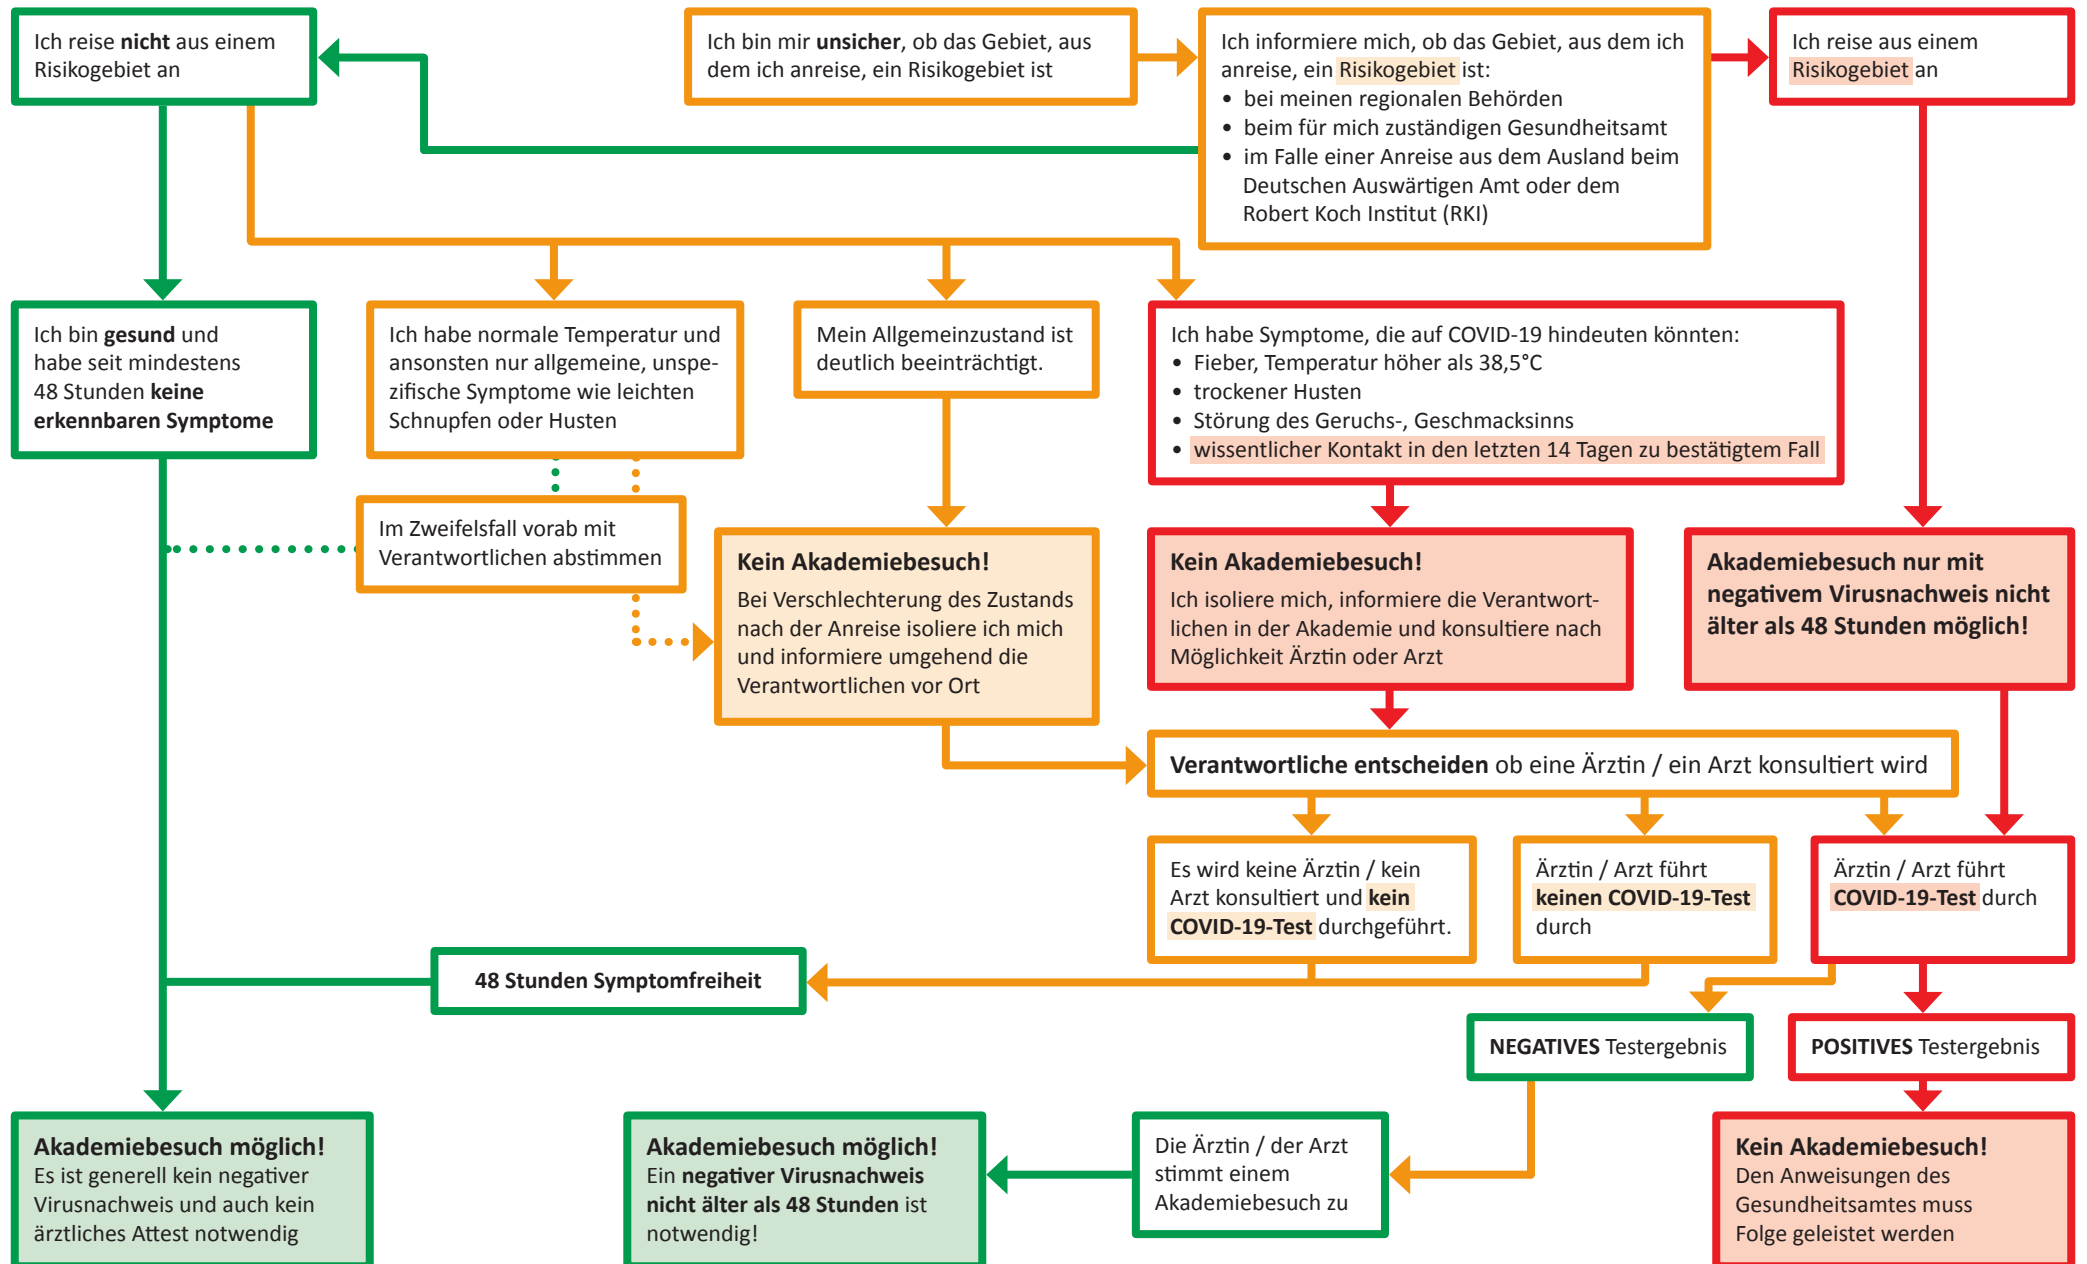 Ich reise nicht aus einem
Risikogebiet an
Ich bin mir unsicher, ob das Gebiet, aus
dem ich anreise, ein Risikogebiet ist
Ich informiere mich, ob das Gebiet, aus dem ich
anreise, ein Risikogebiet ist:
• bei meinen regionalen Behörden
• beim für mich zuständigen Gesundheitsamt
• im Falle einer Anreise aus dem Ausland beim
Deutschen Auswärtigen Amt oder dem
Robert Koch Institut (RKI)
Ich reise aus einem
Risikogebiet an
Ich bin gesund und
habe seit mindestens
48 Stunden keine
erkennbaren Symptome
Ich habe normale Temperatur und
ansonsten nur allgemeine, unspe-
zifische Symptome wie leichten
Schnupfen oder Husten
Mein Allgemeinzustand ist
deutlich beeinträchtigt.
Ich habe Symptome, die auf COVID-19 hindeuten könnten:
• Fieber, Temperatur höher als 38,5°C
• trockener Husten
• Störung des Geruchs-, Geschmacksinns
• wissentlicher Kontakt in den letzten 14 Tagen zu bestätigtem Fall
Im Zweifelsfall vorab mit
Verantwortlichen abstimmen
Kein Akademiebesuch!
Bei Verschlechterung des Zustands
nach der Anreise isoliere ich mich
und informiere umgehend die
Verantwortlichen vor Ort
Kein Akademiebesuch!
Ich isoliere mich, informiere die Verantwort-
lichen in der Akademie und konsultiere nach
Möglichkeit Ärztin oder Arzt
Akademiebesuch nur mit
negativem Virusnachweis nicht
älter als 48 Stunden möglich!
Verantwortliche entscheiden ob eine Ärztin / ein Arzt konsultiert wird
Es wird keine Ärztin / kein
Arzt konsultiert und kein
COVID-19-Test durchgeführt.
Ärztin / Arzt führt
keinen COVID-19-Test
durch
Ärztin / Arzt führt
COVID-19-Test durch
48 Stunden Symptomfreiheit
NEGATIVES Testergebnis
POSITIVES Testergebnis
Akademiebesuch möglich!
Es ist generell kein negativer
Virusnachweis und auch kein
ärztliches Attest notwendig
Akademiebesuch möglich!
Ein negativer Virusnachweis
nicht älter als 48 Stunden ist
notwendig!
Die Ärztin / der Arzt
stimmt einem
Akademiebesuch zu
Kein Akademiebesuch!
Den Anweisungen des
Gesundheitsamtes muss
Folge geleistet werden